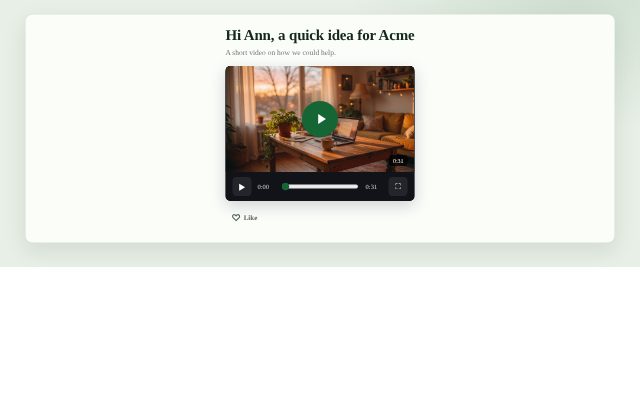 Hi Ann, a quick idea for Acme
A short video on how we could help.
0:31
0:00
0:31
Like